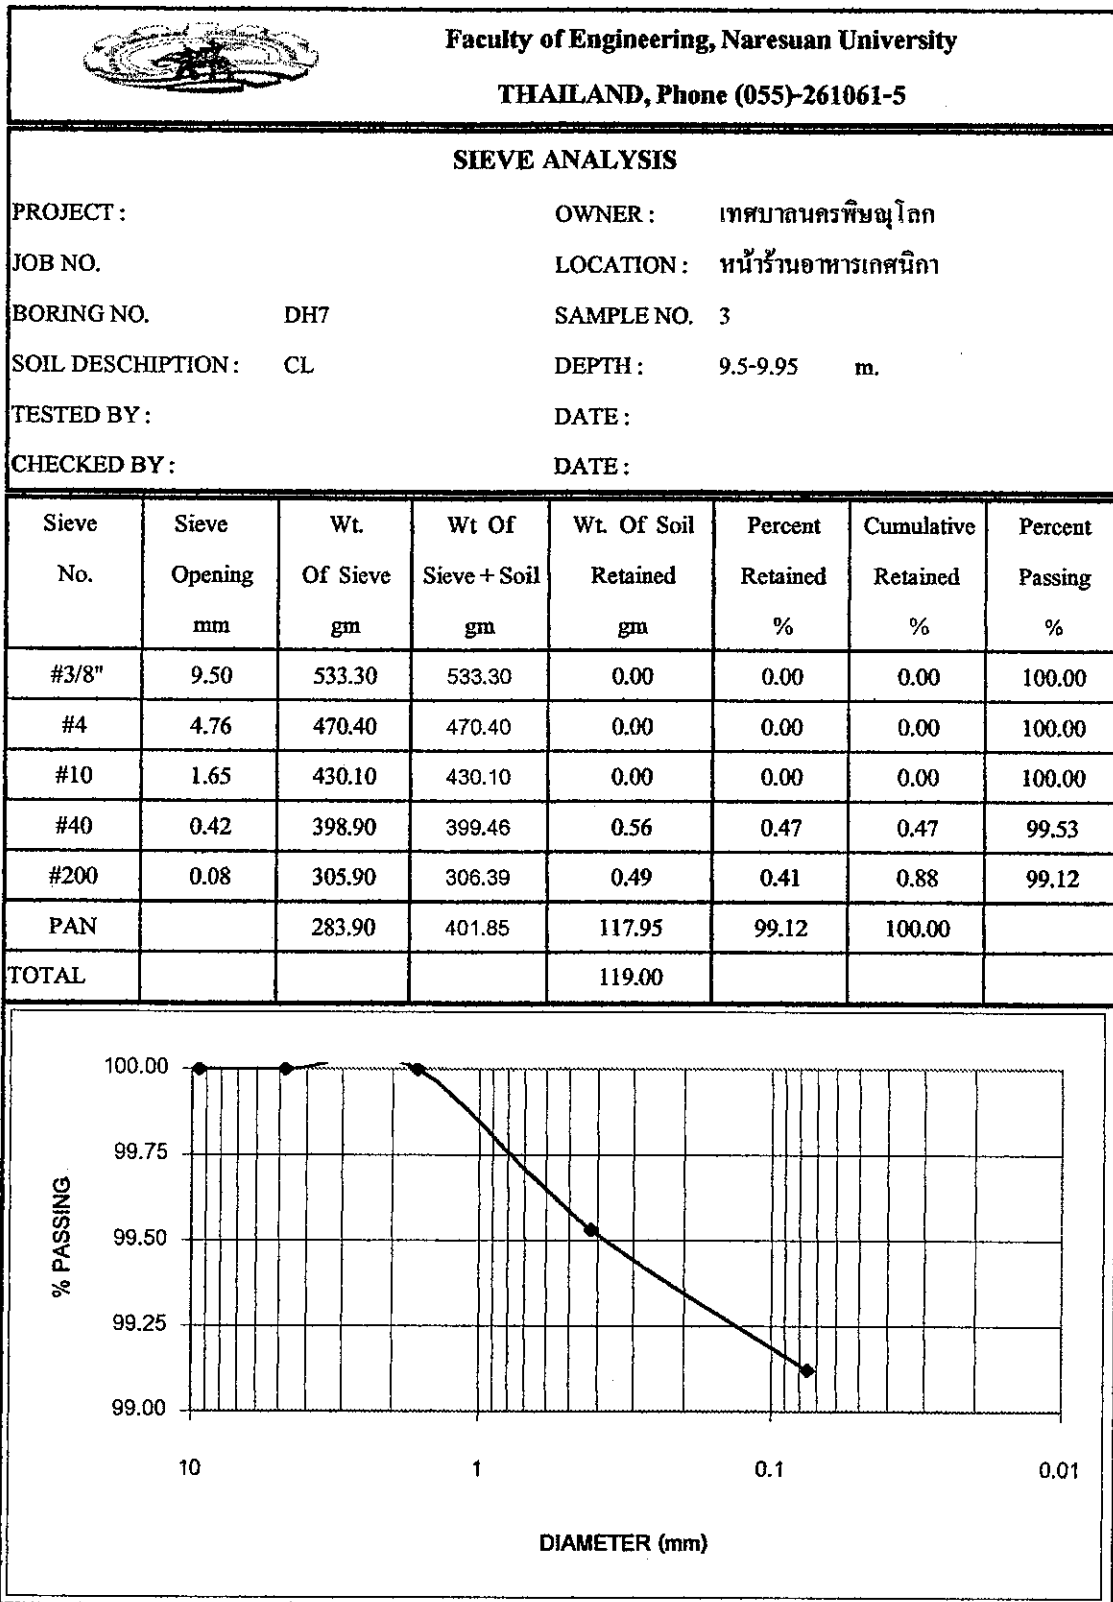 Faculty of Engineering, Naresuan University
THAILAND, Phone (055)-261061-5
SIEVE ANALYSIS
PROJECT : OWNER : เทศบาลนครพิษณุโลก
JOB NO. LOCATION : หน้าร้านอาหารเกศนิกา
BORING NO. DH7 SAMPLE NO. 3
SOIL DESCHIPTION : CL DEPTH : 9.5-9.95 m.
TESTED BY : DATE :
CHECKED BY : DATE :
Sieve Sieve Wt. Wt Of Wt. Of Soil Percent Cumulative Percent
No. Opening Of Sieve Sieve + Soil Retained Retained Retained Passing
mm gm gm gm % % %
#3/8" 9.50 533.30 533.30 0.00 0.00 0.00 100.00
#4 4.76 470.40 470.40 0.00 0.00 0.00 100.00
#10 1.65 430.10 430.10 0.00 0.00 0.00 100.00
#40 0.42 398.90 399.46 0.56 0.47 0.47 99.53
#200 0.08 305.90 306.39 0.49 0.41 0.88 99.12
PAN 283.90 401.85 117.95 99.12 100.00
TOTAL 119.00
100.00
99.75
99.50
99.25
99.00
% PASSING
10 1 0.1 0.01
DIAMETER (mm)